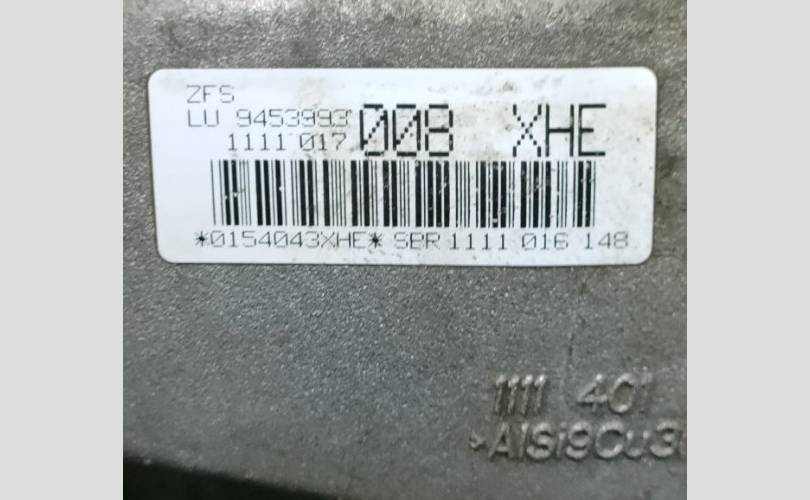 ZFS
LU 9453993 008 XHE
1111 017
*0154043XHE* SBR 1111 016 148
1111 401
>AlSi9Cu3